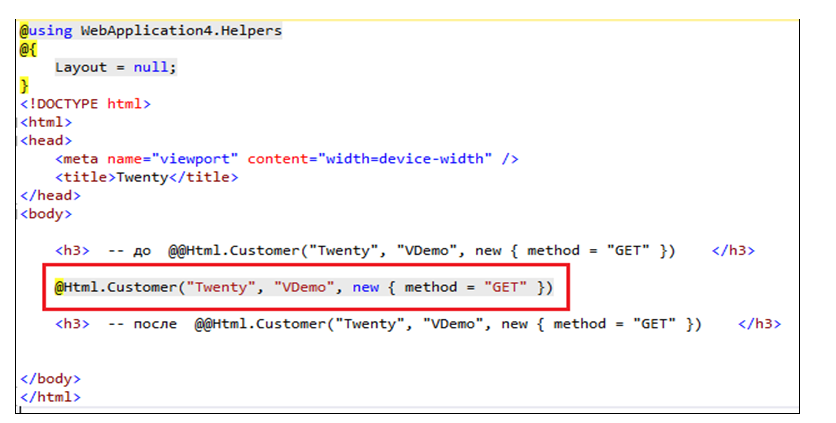 @using WebApplication4.Helpers
@{
    Layout = null;
}
<!DOCTYPE html>
<html>
<head>
    <meta name="viewport" content="width=device-width" />
    <title>Twenty</title>
</head>
<body>
    <h3>  -- до  @@Html.Customer("Twenty", "VDemo", new { method = "GET" })    </h3>
    @Html.Customer("Twenty", "VDemo", new { method = "GET" })
    <h3>  -- после  @@Html.Customer("Twenty", "VDemo", new { method = "GET" })    </h3>
</body>
</html>